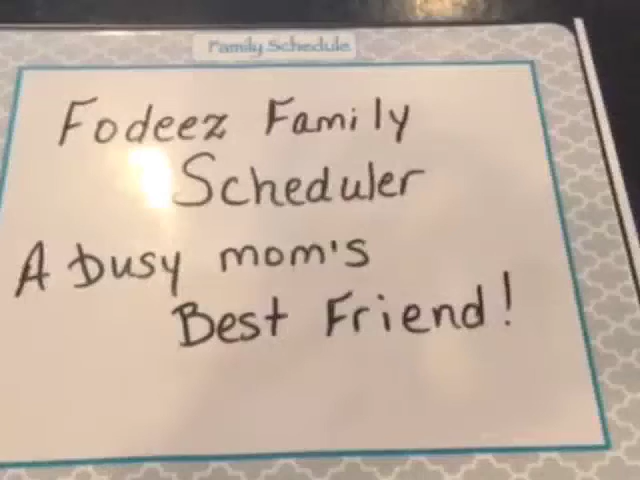 Family Schedule
Fodeez Family
Scheduler
A busy mom's
Best Friend!